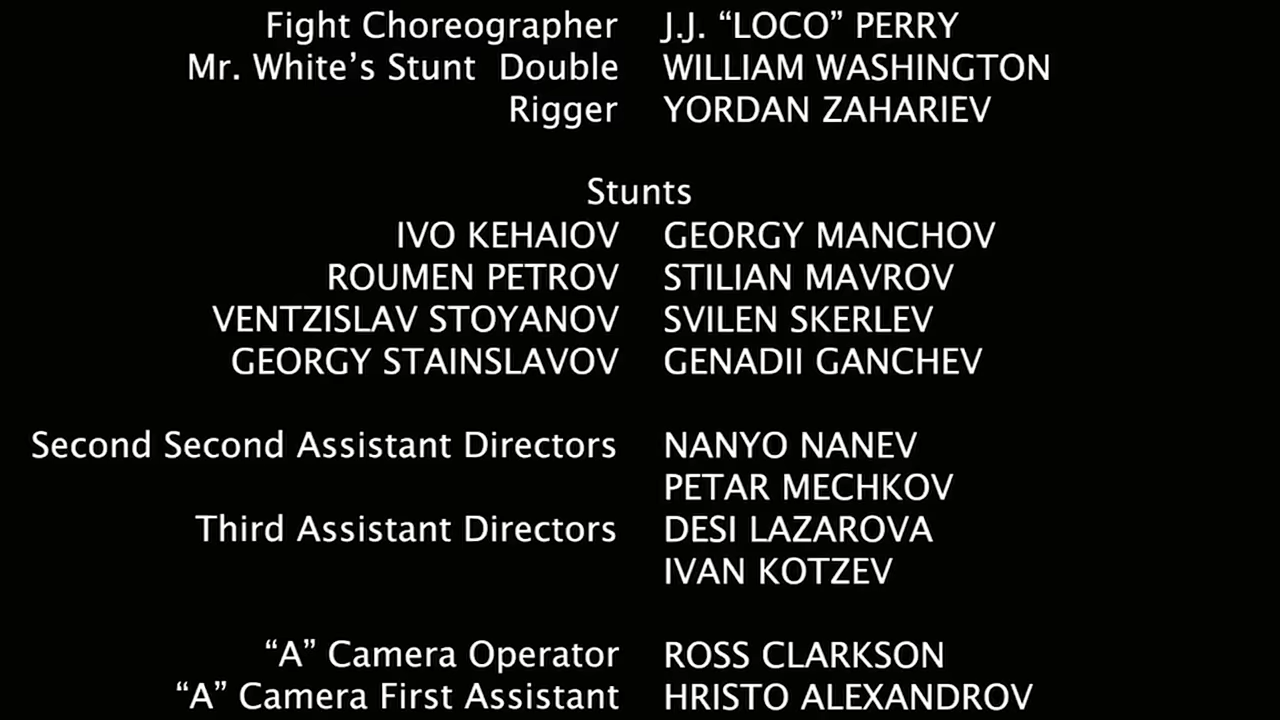 Fight Choreographer J.J. “LOCO” PERRY
Mr. White’s Stunt Double WILLIAM WASHINGTON
Rigger YORDAN ZAHARIEV
Stunts
IVO KEHAIOV GEORGY MANCHOV
ROUMEN PETROV STILIAN MAVROV
VENTZISLAV STOYANOV SVILEN SKERLEV
GEORGY STAINSLAVOV GENADII GANCHEV
Second Second Assistant Directors NANYO NANEV
PETAR MECHKOV
Third Assistant Directors DESI LAZAROVA
IVAN KOTZEV
“A” Camera Operator ROSS CLARKSON
“A” Camera First Assistant HRISTO ALEXANDROV